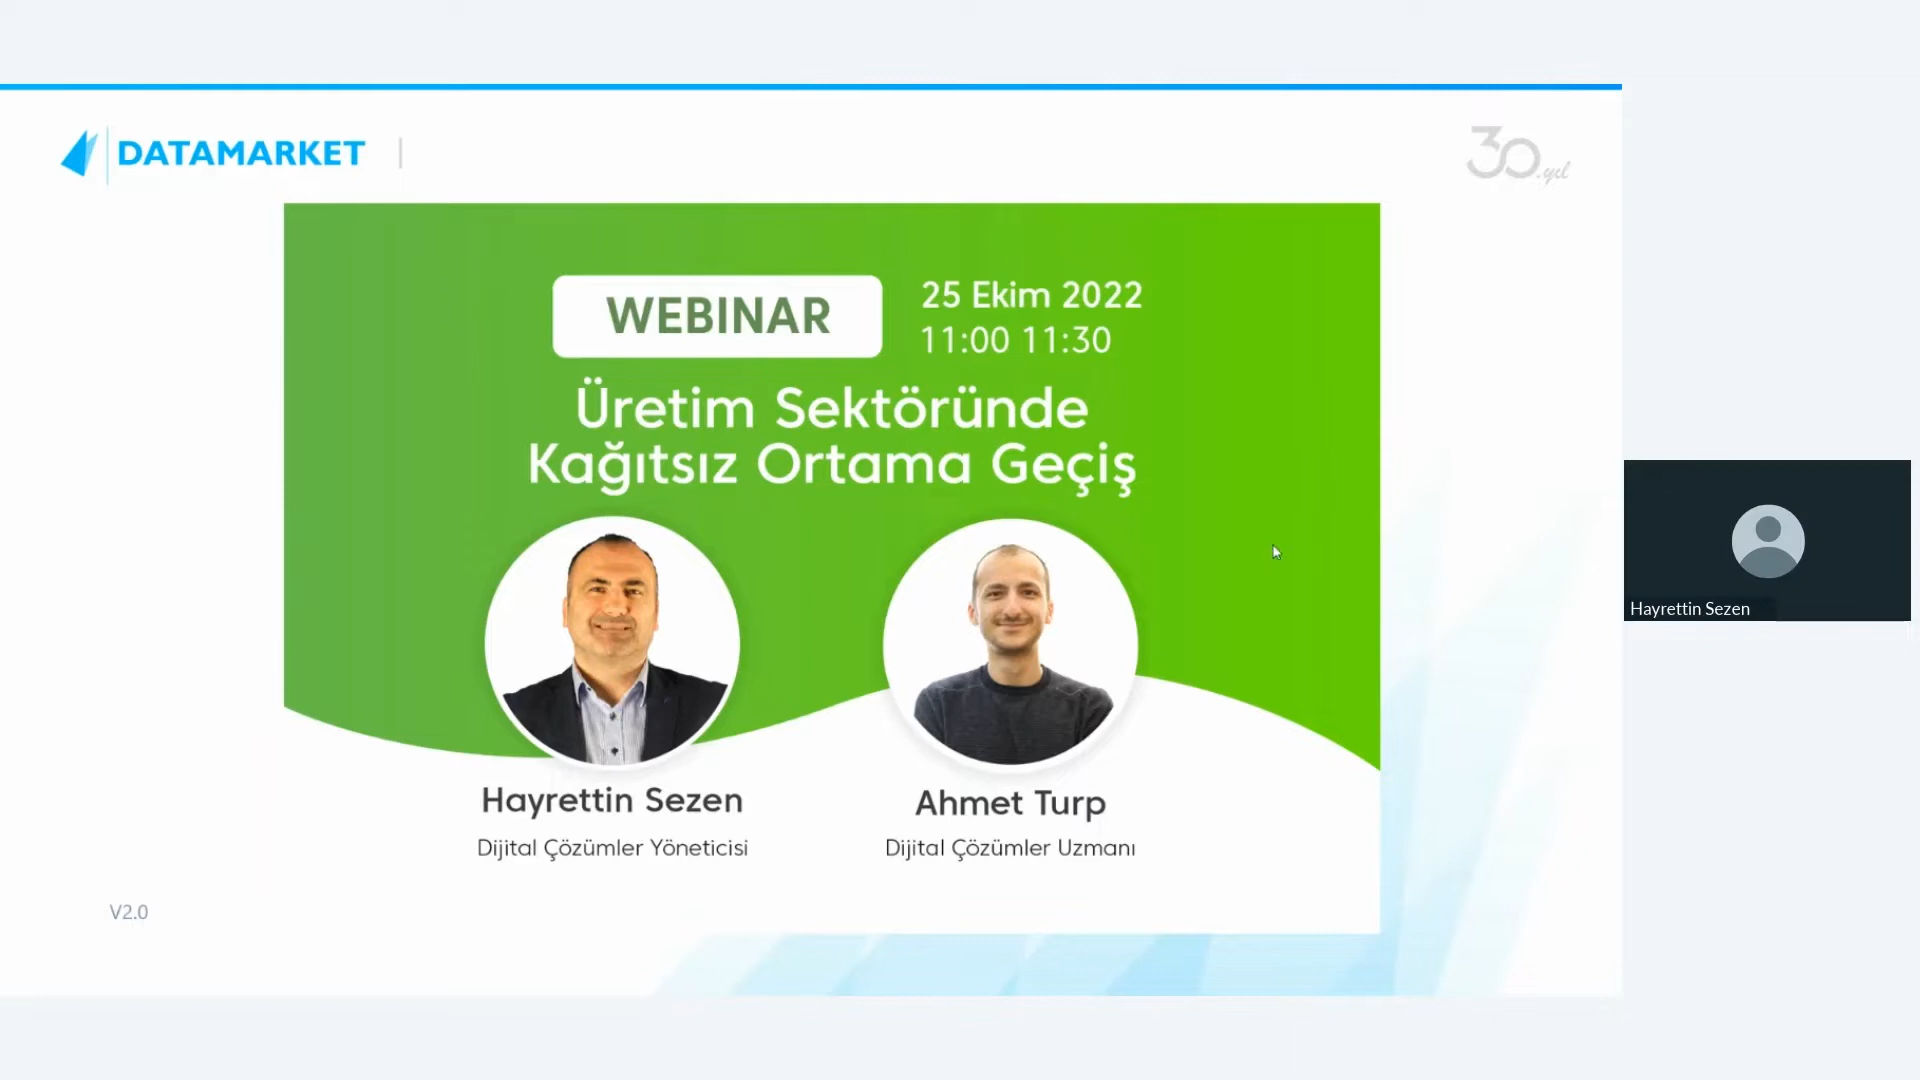 DATAMARKET
30.yıl
WEBINAR
25 Ekim 2022
11:00 11:30
Üretim Sektöründe
Kağıtsız Ortama Geçiş
Hayrettin Sezen
Dijital Çözümler Yöneticisi
Ahmet Turp
Dijital Çözümler Uzmanı
V2.0
Hayrettin Sezen